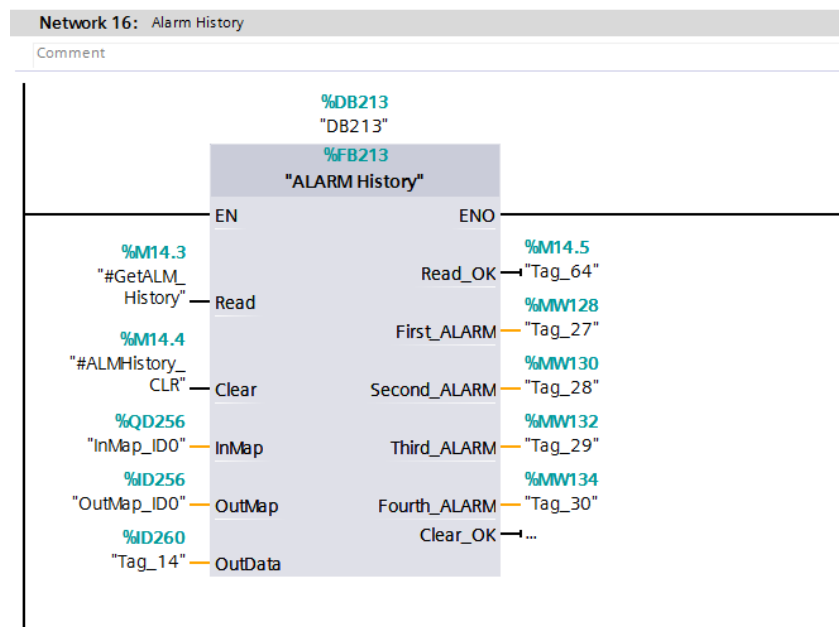 Network 16: Alarm History
Comment
%DB213
"DB213"
%FB213
"ALARM History"
EN
ENO
%M14.3
"#GetALM_
History"
Read
%M14.4
"#ALMHistory_
CLR"
Clear
%QD256
"InMap_ID0"
InMap
%ID256
"OutMap_ID0"
OutMap
%ID260
"Tag_14"
OutData
Read_OK
%M14.5
"Tag_64"
First_ALARM
%MW128
"Tag_27"
Second_ALARM
%MW130
"Tag_28"
Third_ALARM
%MW132
"Tag_29"
Fourth_ALARM
%MW134
"Tag_30"
Clear_OK
...